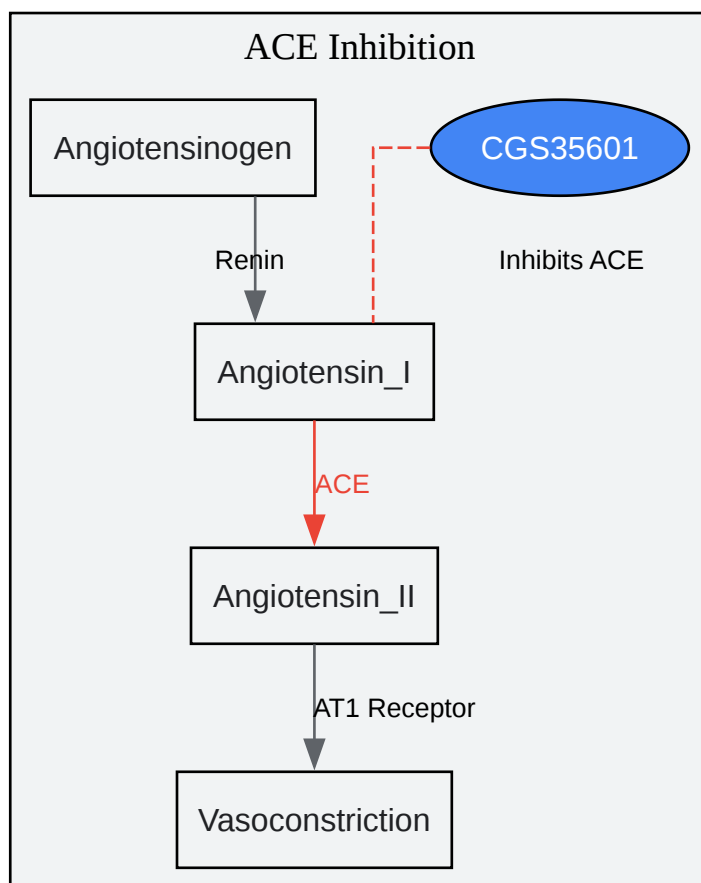 ACE Inhibition
Angiotensinogen
CGS35601
Renin
Inhibits ACE
Angiotensin_I
ACE
Angiotensin_II
AT1 Receptor
Vasoconstriction